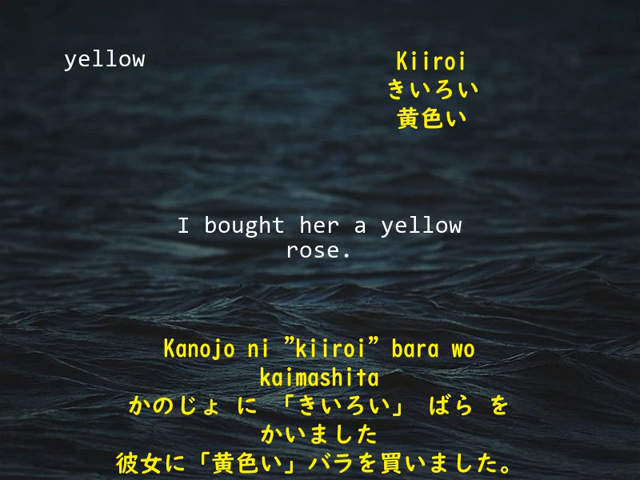 yellow
Kiiroi
きいろい
黄色い
I bought her a yellow
rose.
Kanojo ni ”kiiroi” bara wo
kaimashita
かのじょ に 「きいろい」 ばら を
かいました
彼女に「黄色い」バラを買いました。